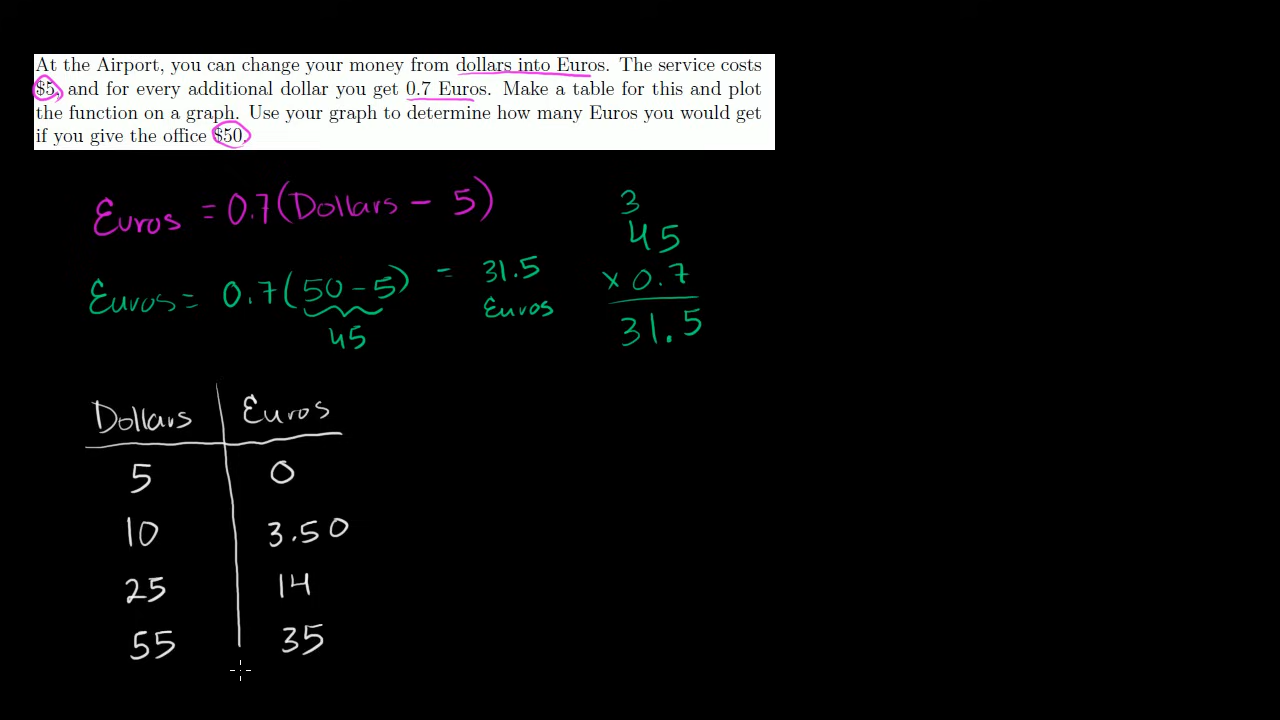 At the Airport, you can change your money from dollars into Euros. The service costs
$5, and for every additional dollar you get 0.7 Euros. Make a table for this and plot
the function on a graph. Use your graph to determine how many Euros you would get
if you give the office $50.
Euros = 0.7(Dollars - 5)
Euros = 0.7(50 - 5) = 31.5
Euros
45
3
45
x 0.7
31.5
Dollars Euros
5 0
10 3.50
25 14
55 35